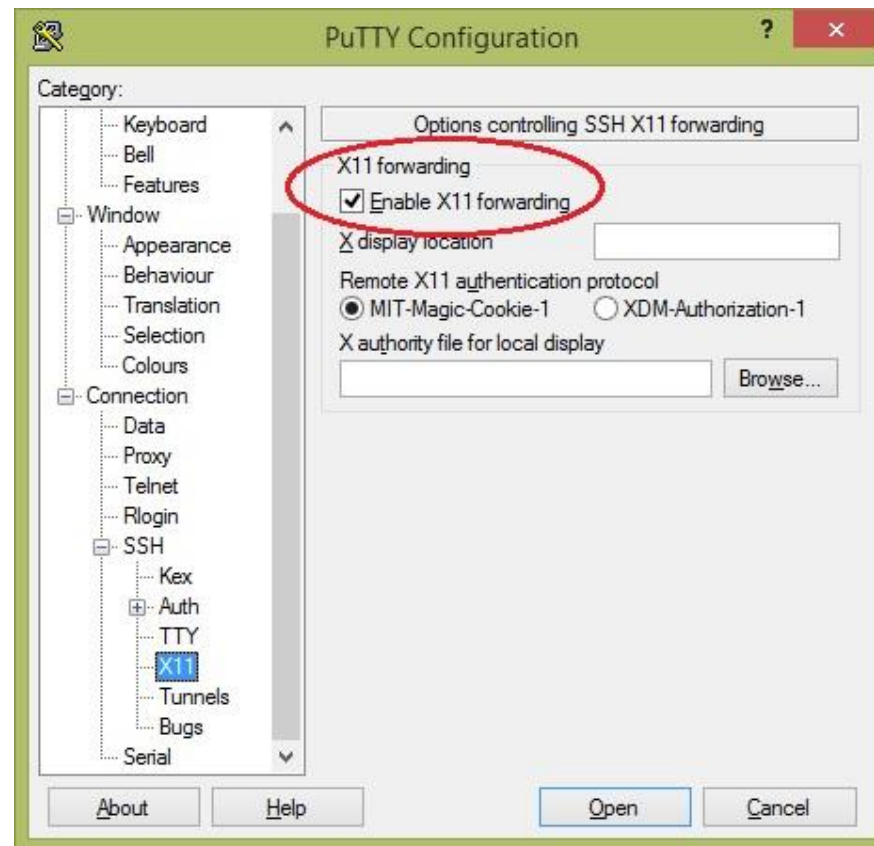 PuTTY Configuration
?
Category:
Keyboard
Bell
Features
Window
Appearance
Behaviour
Translation
Selection
Colours
Connection
Data
Proxy
Telnet
Rlogin
SSH
Kex
Auth
TTY
X11
Tunnels
Bugs
Serial
Options controlling SSH X11 forwarding
X11 forwarding
Enable X11 forwarding
X display location
Remote X11 authentication protocol
MIT-Magic-Cookie-1 XDM-Authorization-1
X authority file for local display
Browse...
About Help Open Cancel